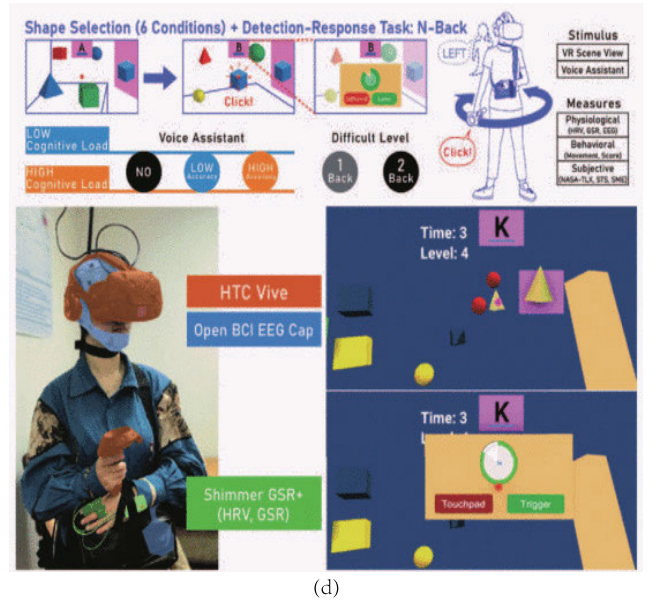 Shape Selection (6 Conditions) + Detection-Response Task: N-Back
A
B
B
Click!
LEFT
Click!
Stimulus
VR Scene View
Voice Assistant
Measures
Physiological
(HRV, GSR, EEG)
Behavioral
(Movement, Score)
Subjective
(NASA-TLX, STS, SMEQ)
LOW
Cognitive Load
HIGH
Cognitive Load
Voice Assistant
NO
LOW
Accuracy
HIGH
Accuracy
Difficult Level
1
Back
2
Back
HTC Vive
Open BCI EEG Cap
Shimmer GSR+
(HRV, GSR)
Time: 3
Level: 4
K
Time: 3
K
Touchpad
Trigger
(d)